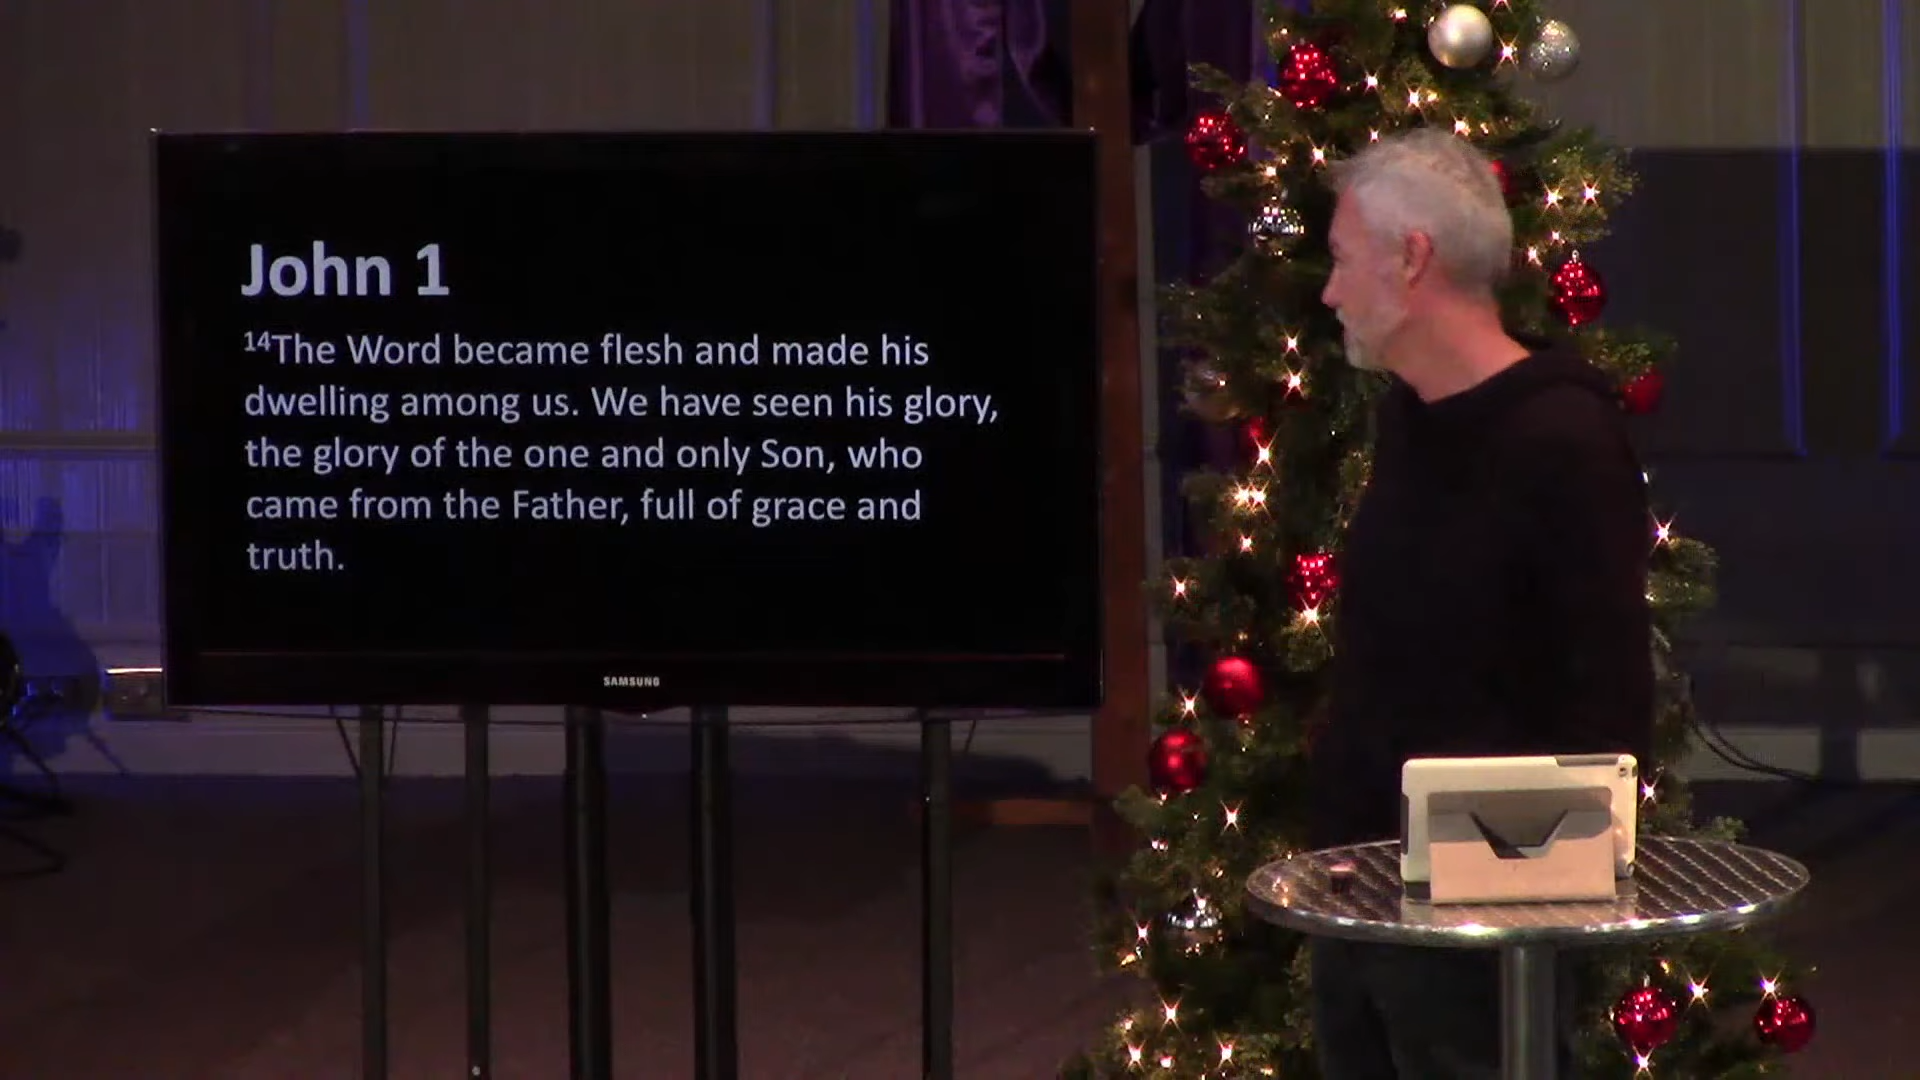 John 1
¹⁴The Word became flesh and made his
dwelling among us. We have seen his glory,
the glory of the one and only Son, who
came from the Father, full of grace and
truth.
SAMSUNG